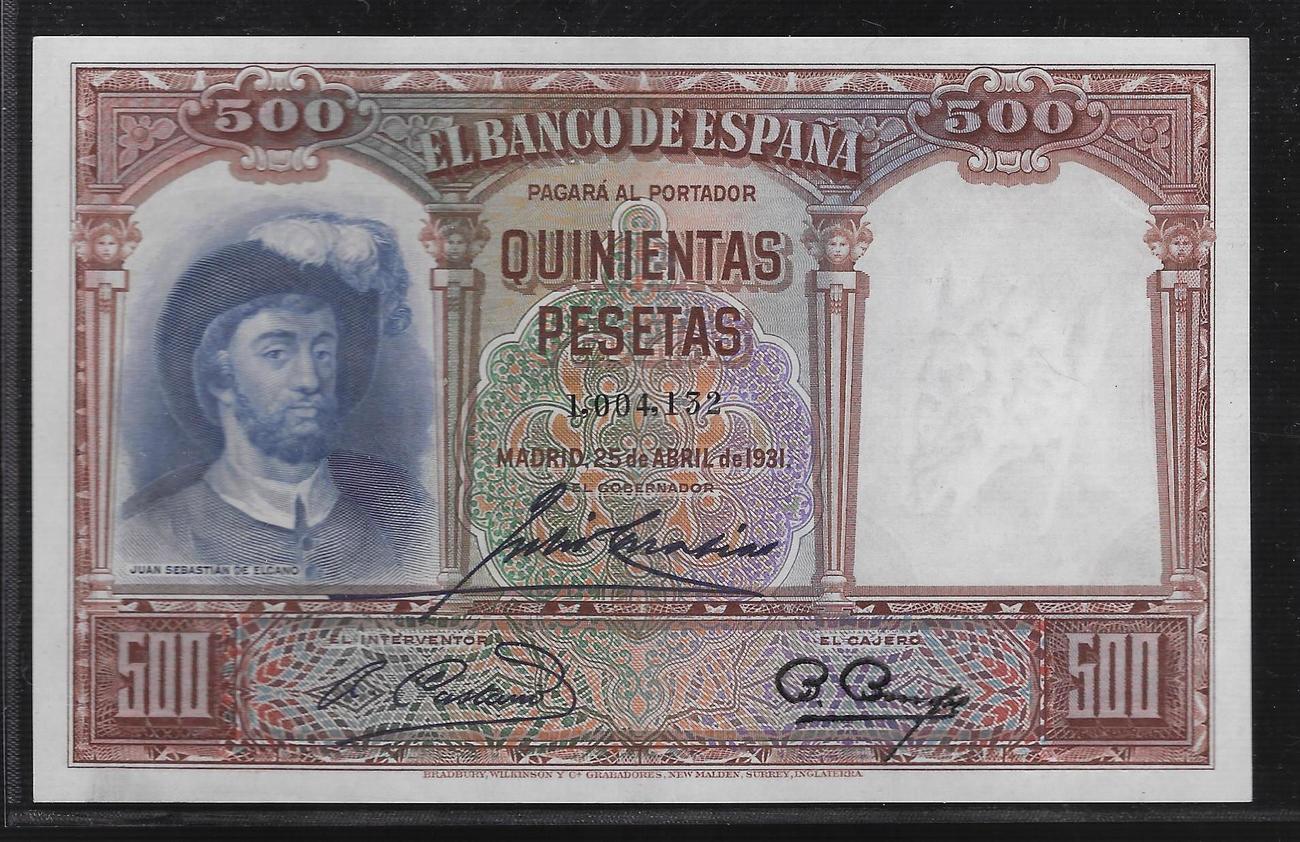 500
500
EL BANCO DE ESPAÑA
PAGARÁ AL PORTADOR
QUINIENTAS
PESETAS
1,004,132
MADRID, 25 de ABRIL de 1931.
EL GOBERNADOR
JUAN SEBASTIÁN DE ELCANO
500
EL INTERVENTOR
EL CAJERO
500
BRADBURY, WILKINSON Y Cª GRABADORES, NEW MALDEN, SURREY, INGLATERRA.